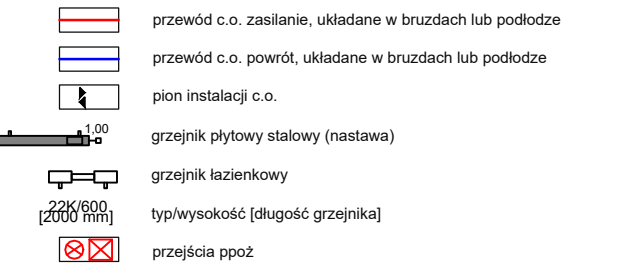 przewód c.o. zasilanie, układane w bruzdach lub podłodze
przewód c.o. powrót, układane w bruzdach lub podłodze
pion instalacji c.o.
1,00
grzejnik płytowy stalowy (nastawa)
grzejnik łazienkowy
22K/600
[2000 mm]
typ/wysokość [długość grzejnika]
przejścia ppoż